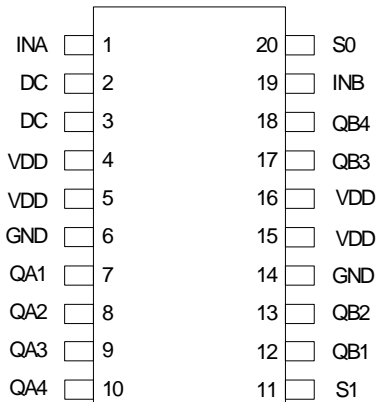 INA 1 20 S0
DC 2 19 INB
DC 3 18 QB4
VDD 4 17 QB3
VDD 5 16 VDD
GND 6 15 VDD
QA1 7 14 GND
QA2 8 13 QB2
QA3 9 12 QB1
QA4 10 11 S1